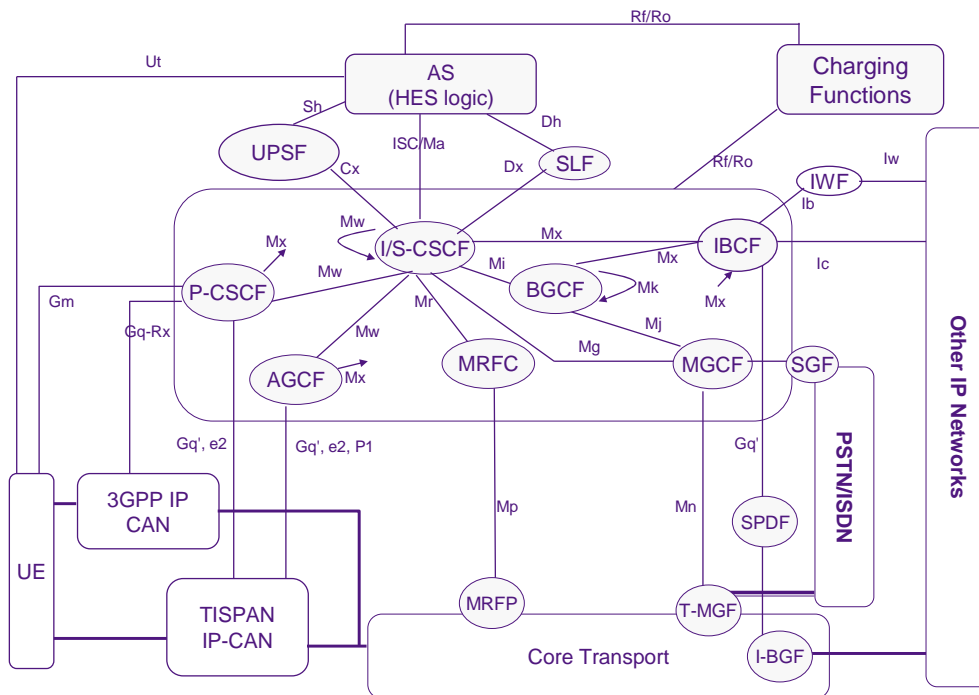 Rf/Ro
Ut
AS
(HES logic)
Charging
Functions
Sh
Dh
ISC/Ma
UPSF
Cx
Dx
SLF
Rf/Ro
Iw
IWF
Ib
Mw
I/S-CSCF
Mx
IBCF
Mx
Mw
Mi
Mx
Ic
P-CSCF
BGCF
Mk
Mx
Gm
Mr
Gq-Rx
Mw
Mj
Mg
AGCF
Mx
MRFC
MGCF
SGF
Other IP Networks
PSTN/ISDN
Gq', e2
Gq', e2, P1
Gq'
3GPP IP
CAN
Mp
Mn
SPDF
UE
TISPAN
IP-CAN
MRFP
T-MGF
Core Transport
I-BGF